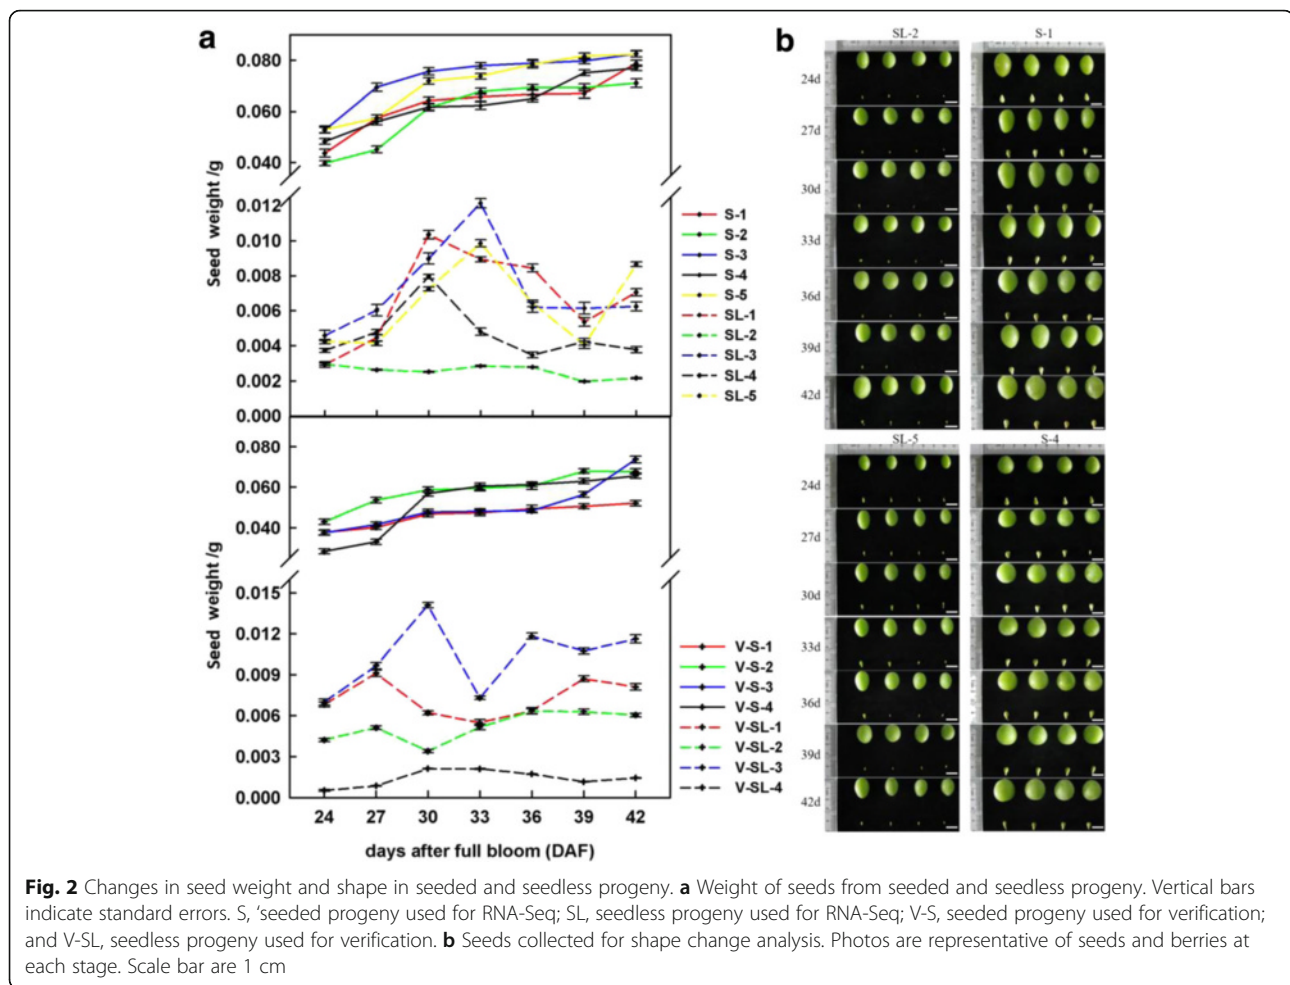 a
0.080
0.060
0.040
0.012
0.010
0.008
0.006
0.004
0.002
0.000
Seed weight /g
S-1
S-2
S-3
S-4
S-5
SL-1
SL-2
SL-3
SL-4
SL-5
0.080
0.060
0.040
0.015
0.012
0.009
0.006
0.003
0.000
Seed weight /g
V-S-1
V-S-2
V-S-3
V-S-4
V-SL-1
V-SL-2
V-SL-3
V-SL-4
24 27 30 33 36 39 42
days after full bloom (DAF)
b
SL-2 S-1
24d
27d
30d
33d
36d
39d
42d
SL-5 S-4
24d
27d
30d
33d
36d
39d
42d
Fig. 2 Changes in seed weight and shape in seeded and seedless progeny. a Weight of seeds from seeded and seedless progeny. Vertical bars
indicate standard errors. S, ‘seeded progeny used for RNA-Seq; SL, seedless progeny used for RNA-Seq; V-S, seeded progeny used for verification;
and V-SL, seedless progeny used for verification. b Seeds collected for shape change analysis. Photos are representative of seeds and berries at
each stage. Scale bar are 1 cm